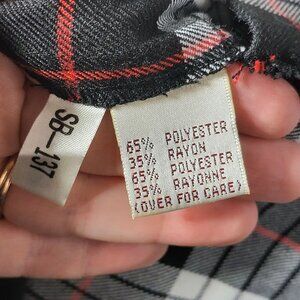 SB-137
65% POLYESTER
35% RAYON
65% POLYESTER
35% RAYONNE
(OVER FOR CARE)